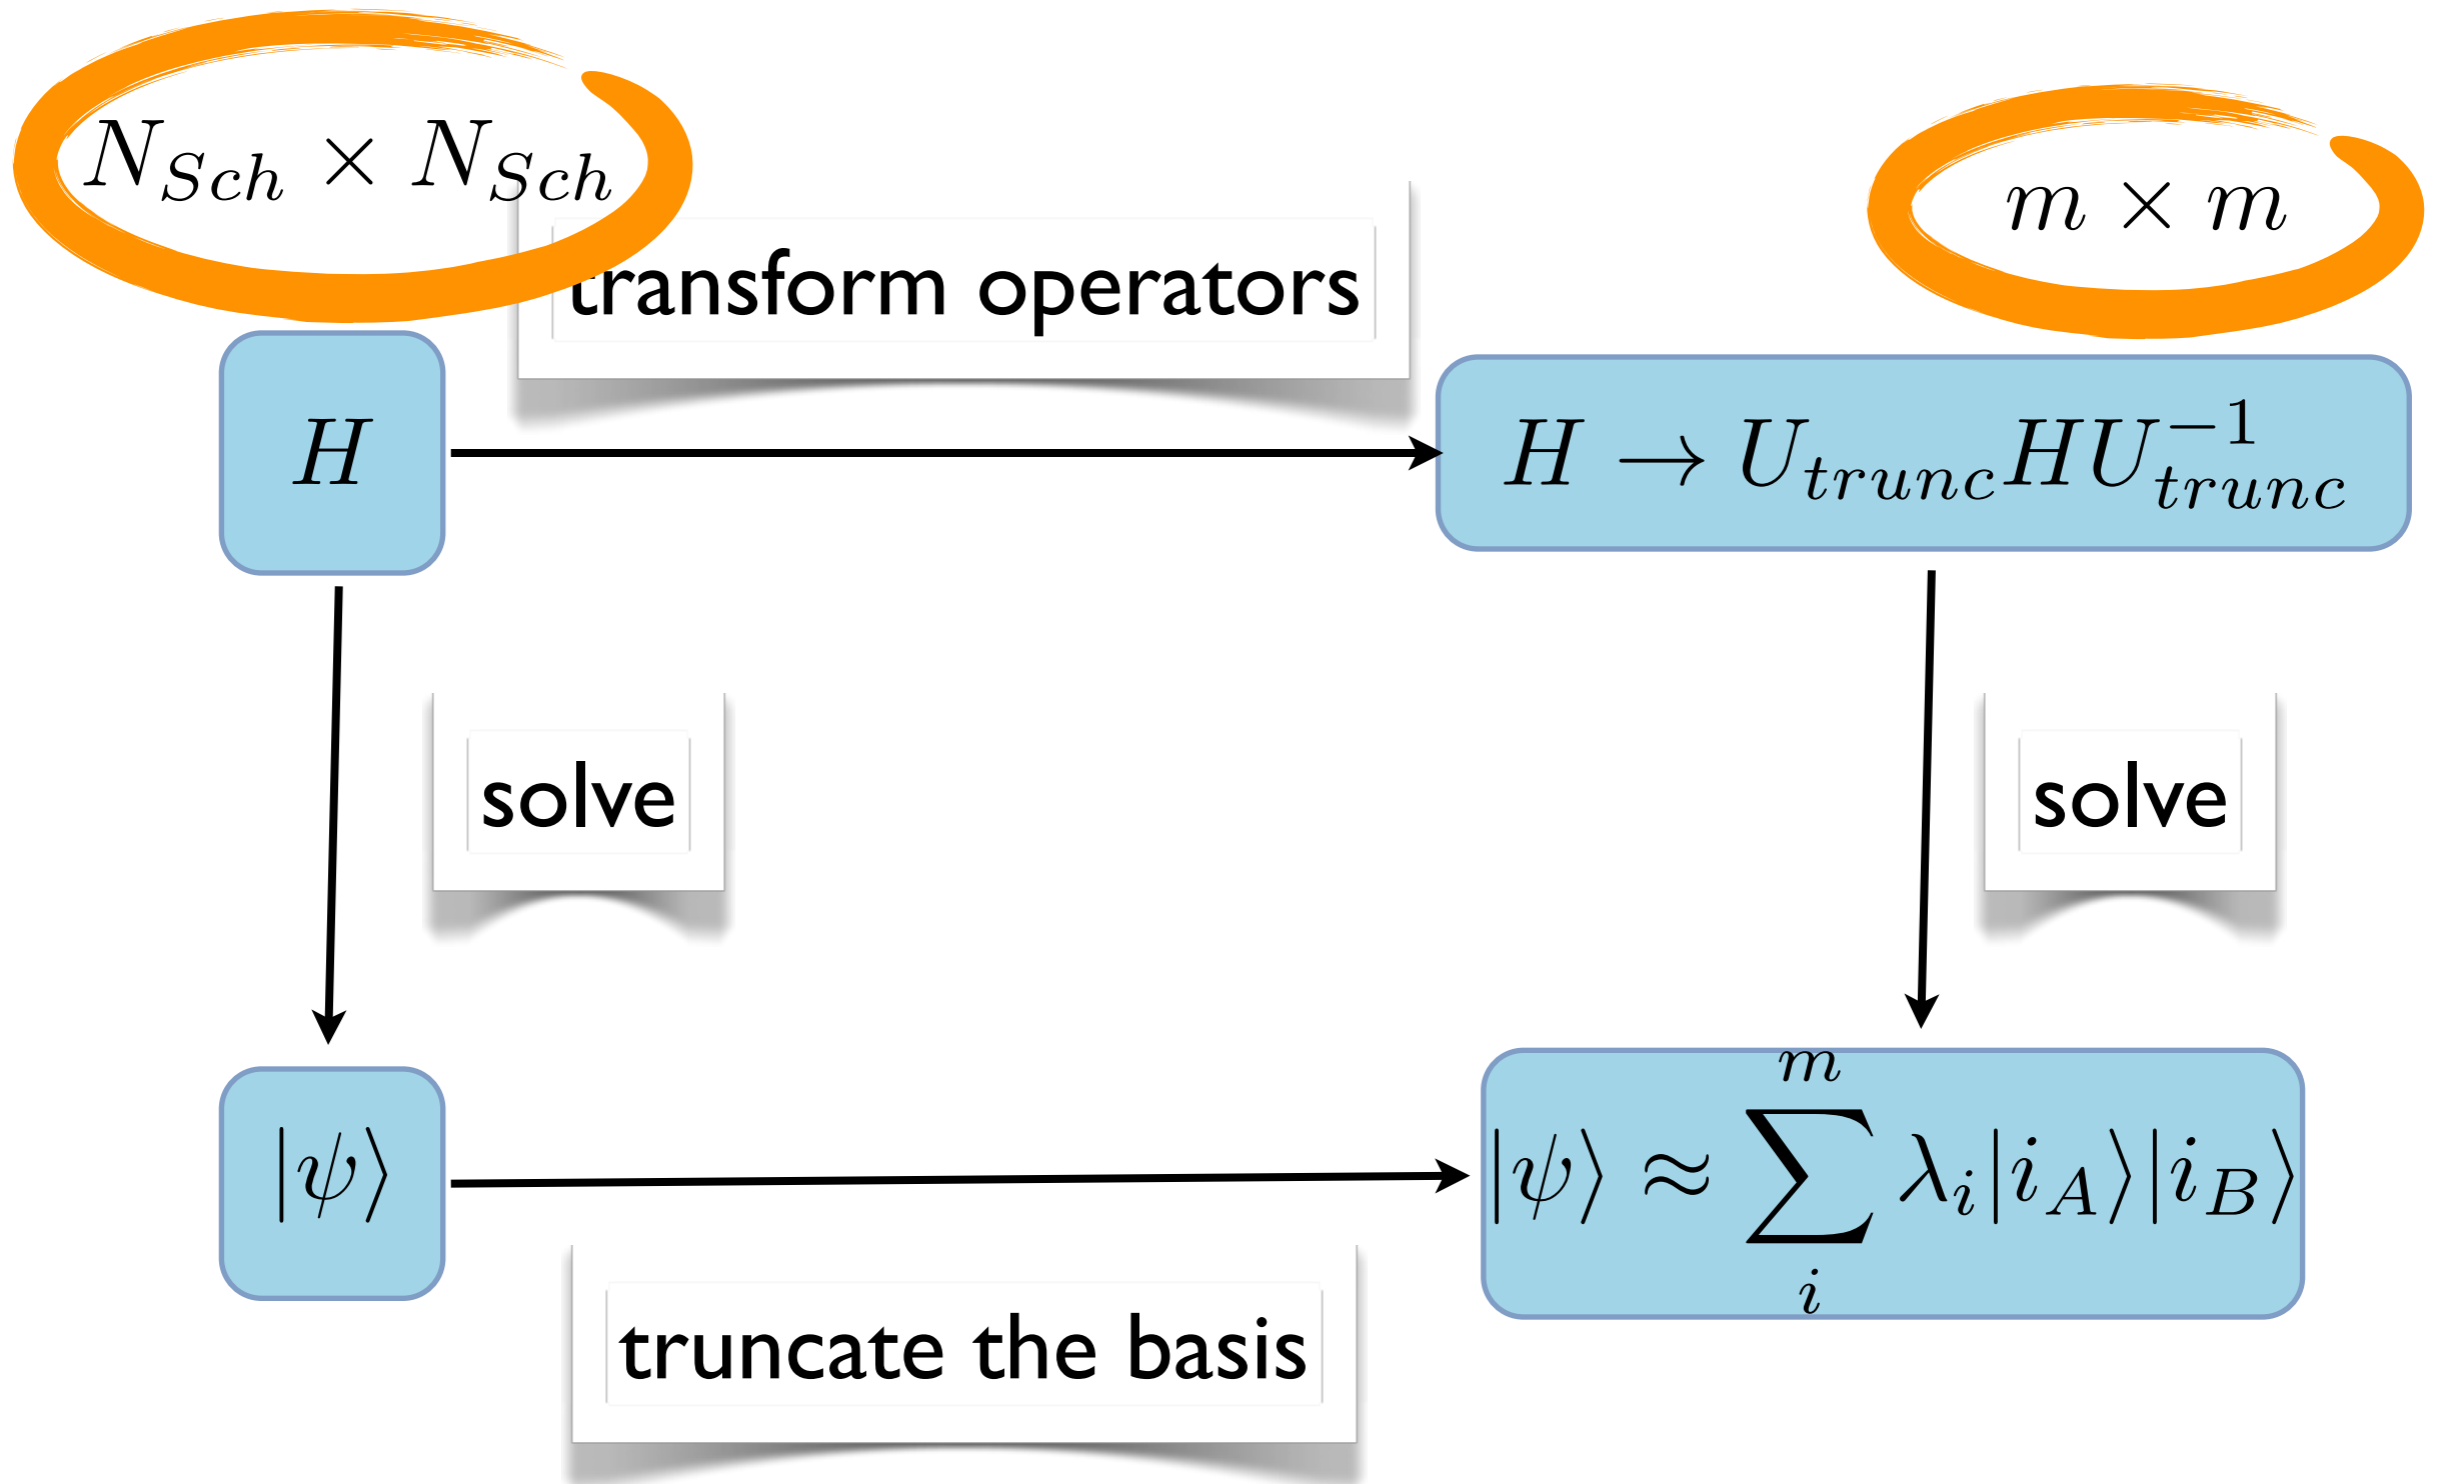 N_{Sch} × N_{Sch}
m × m
transform operators
H
H → U_{trunc} H U_{trunc}^{-1}
solve
solve
|ψ⟩
|ψ⟩ ≈ \sum_{i}^{m} λ_i |i_A⟩|i_B⟩
truncate the basis